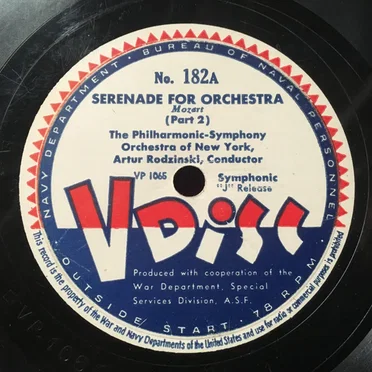 NAVY DEPARTMENT · BUREAU OF NAVAL PERSONNEL
No. 182A
SERENADE FOR ORCHESTRA
Mozart
(Part 2)
The Philharmonic-Symphony
Orchestra of New York,
Artur Rodzinski, Conductor
VP 1065 Symphonic
"J" Release
V DISC
Produced with cooperation of the
War Department, Special
Services Division, A.S.F.
OUTSIDE START · 78 RPM
This record is the property of the War and Navy Departments of the United States and use for radio or commercial purposes is prohibited